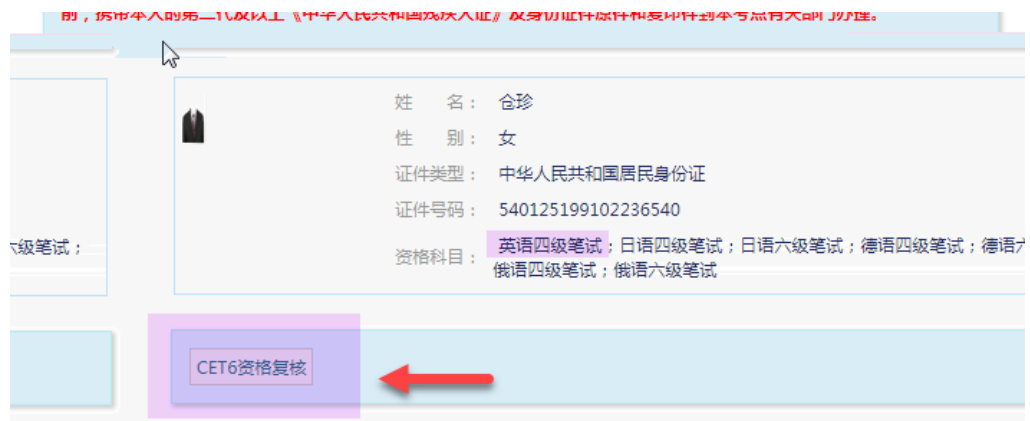 前，携带本人的第二代及以上《中华人民共和国残疾人证》及身份证件原件和复印件到本考点有关部门办理。
姓 名： 仓珍
性 别： 女
证件类型： 中华人民共和国居民身份证
证件号码： 540125199102236540
六级笔试；
资格科目： 英语四级笔试；日语四级笔试；日语六级笔试；德语四级笔试；德语六
俄语四级笔试；俄语六级笔试
CET6资格复核